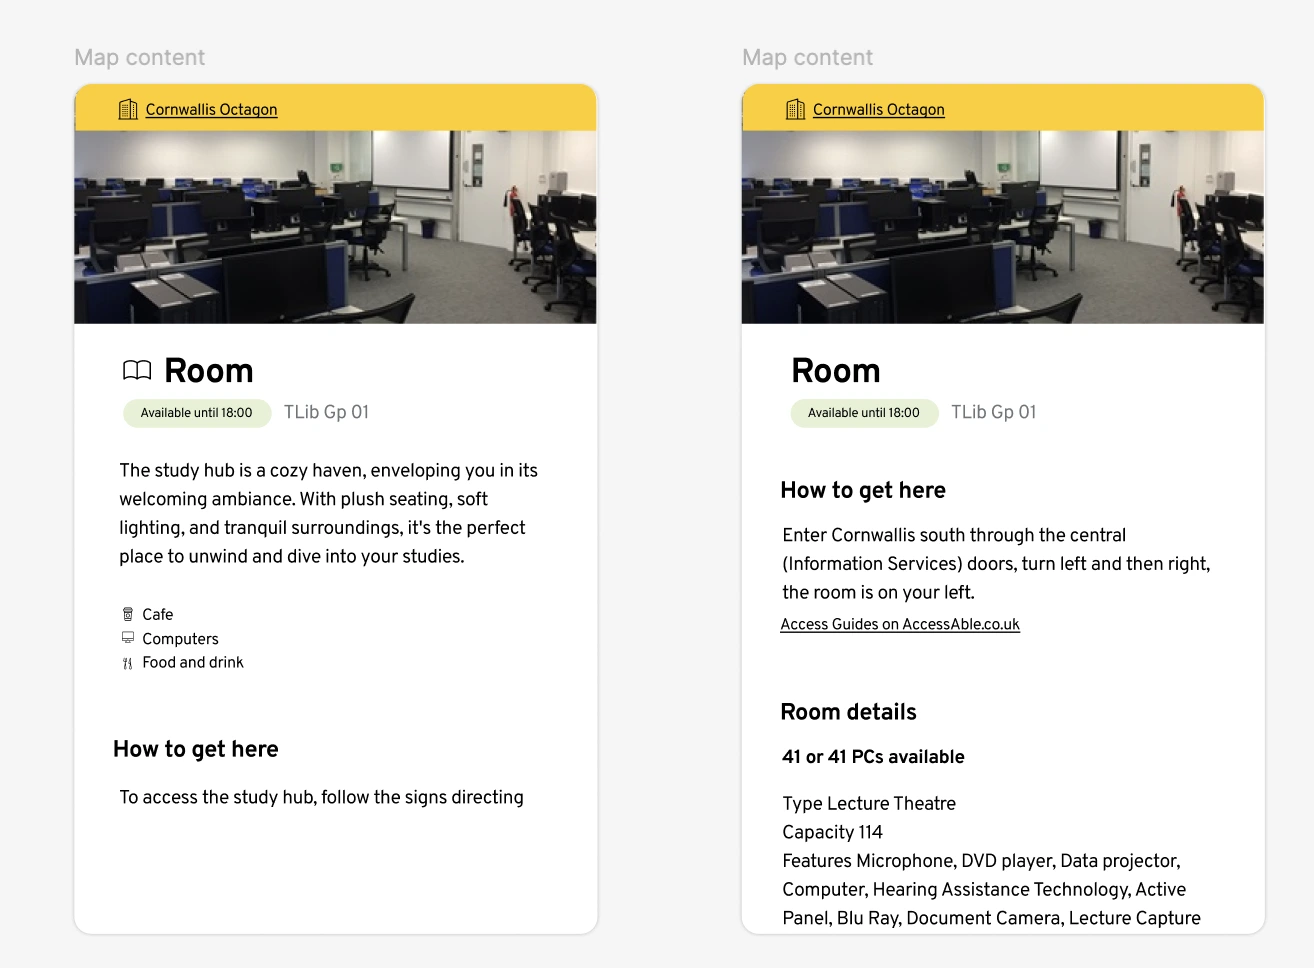 Map content
Cornwallis Octagon
Room
Available until 18:00 TLib Gp 01
The study hub is a cozy haven, enveloping you in its
welcoming ambiance. With plush seating, soft
lighting, and tranquil surroundings, it's the perfect
place to unwind and dive into your studies.
Cafe
Computers
Food and drink
How to get here
To access the study hub, follow the signs directing
Map content
Cornwallis Octagon
Room
Available until 18:00 TLib Gp 01
How to get here
Enter Cornwallis south through the central
(Information Services) doors, turn left and then right,
the room is on your left.
Access Guides on AccessAble.co.uk
Room details
41 or 41 PCs available
Type Lecture Theatre
Capacity 114
Features Microphone, DVD player, Data projector,
Computer, Hearing Assistance Technology, Active
Panel, Blu Ray, Document Camera, Lecture Capture